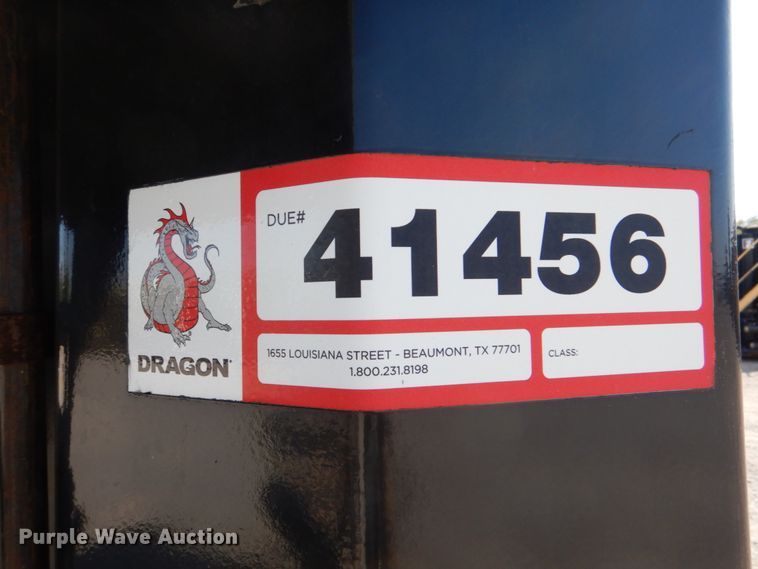 DUE# 41456
DRAGON
1655 LOUISIANA STREET - BEAUMONT, TX 77701
1.800.231.8198
CLASS:
Purple Wave Auction®